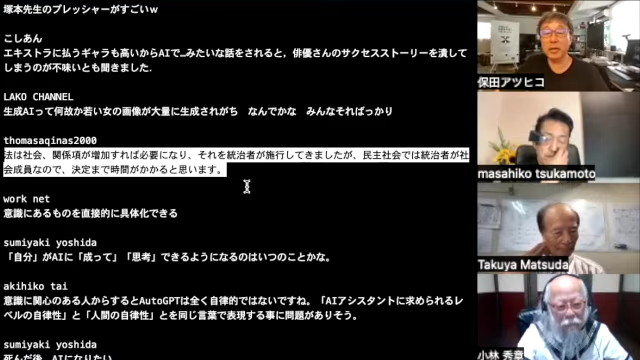 塚本先生のプレッシャーがすごいw
こしあん
エキストラに払うギャラも高いからAIで…みたいな話をされると，俳優さんのサクセスストーリーを潰して
しまうのが不味いとも聞きました．
LAKO CHANNEL
生成AIって何故か若い女の画像が大量に生成されがち　なんでかな　みんなそればっかり
thomasaqinas2000
法は社会、関係項が増加すれば必要になり、それを統治者が施行してきましたが、民主社会では統治者が社
会成員なので、決定まで時間がかかると思います。
work net
意識にあるものを直接的に具体化できる
sumiyaki yoshida
「自分」がAIに「成って」「思考」できるようになるのはいつのことかな。
akihiko tai
意識に関心のある人からするとAutoGPTは全く自律的ではないですね。「AIアシスタントに求められるレ
ベルの自律性」と「人間の自律性」とを同じ言葉で表現する事に問題がありそう。
sumiyaki yoshida
死んだ後、AIになりたい
保田アツヒコ
masahiko tsukamoto
Takuya Matsuda
小林 秀章